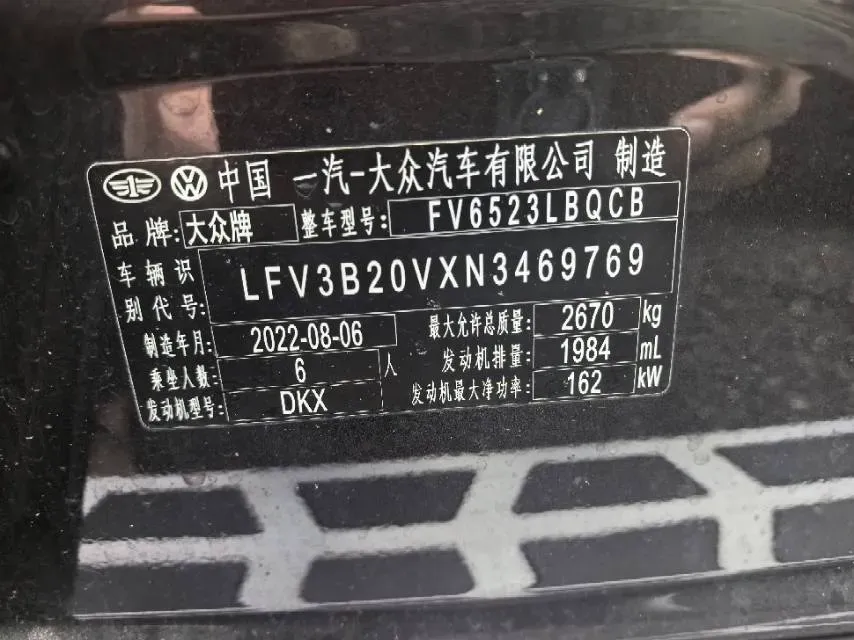 中国 一汽-大众汽车有限公司 制造
品牌: 大众牌 整车型号: FV6523LBQCB
车辆识别代号: LFV3B20VXN3469769
制造年月: 2022-08-06 最大允许总质量: 2670 kg
乘坐人数: 6 人 发动机排量: 1984 mL
发动机型号: DKX 发动机最大净功率: 162 kW